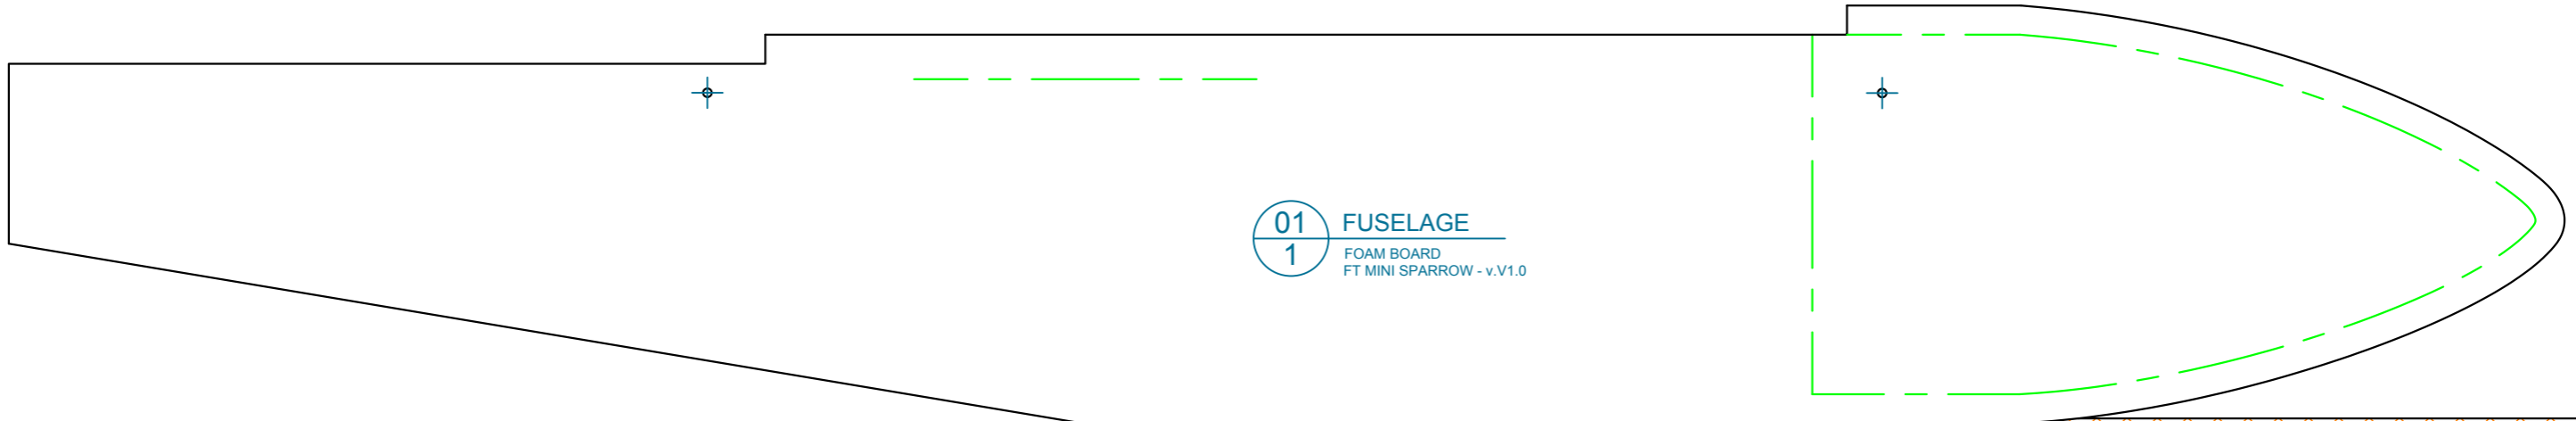 01
1
FUSELAGE
FOAM BOARD
FT MINI SPARROW - v.V1.0